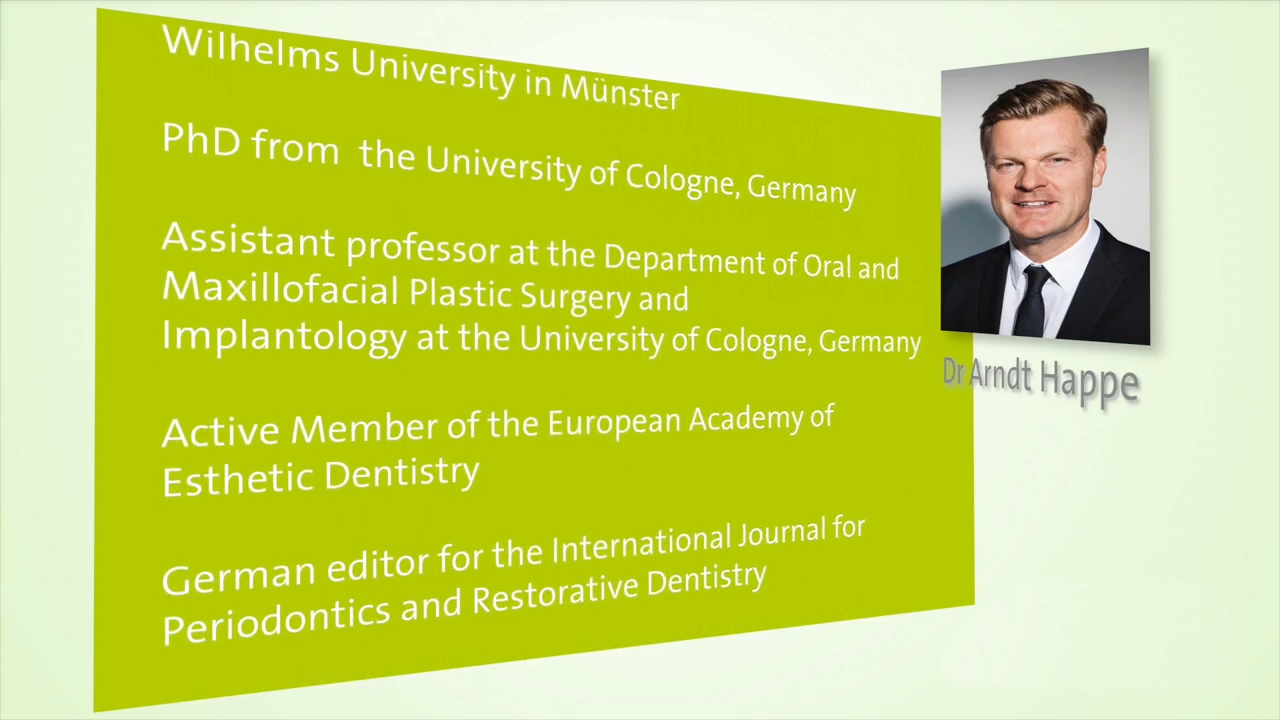 Wilhelms University in Münster
PhD from the University of Cologne, Germany
Assistant professor at the Department of Oral and
Maxillofacial Plastic Surgery and
Implantology at the University of Cologne, Germany
Active Member of the European Academy of
Esthetic Dentistry
German editor for the International Journal for
Periodontics and Restorative Dentistry
Dr Arndt Happe